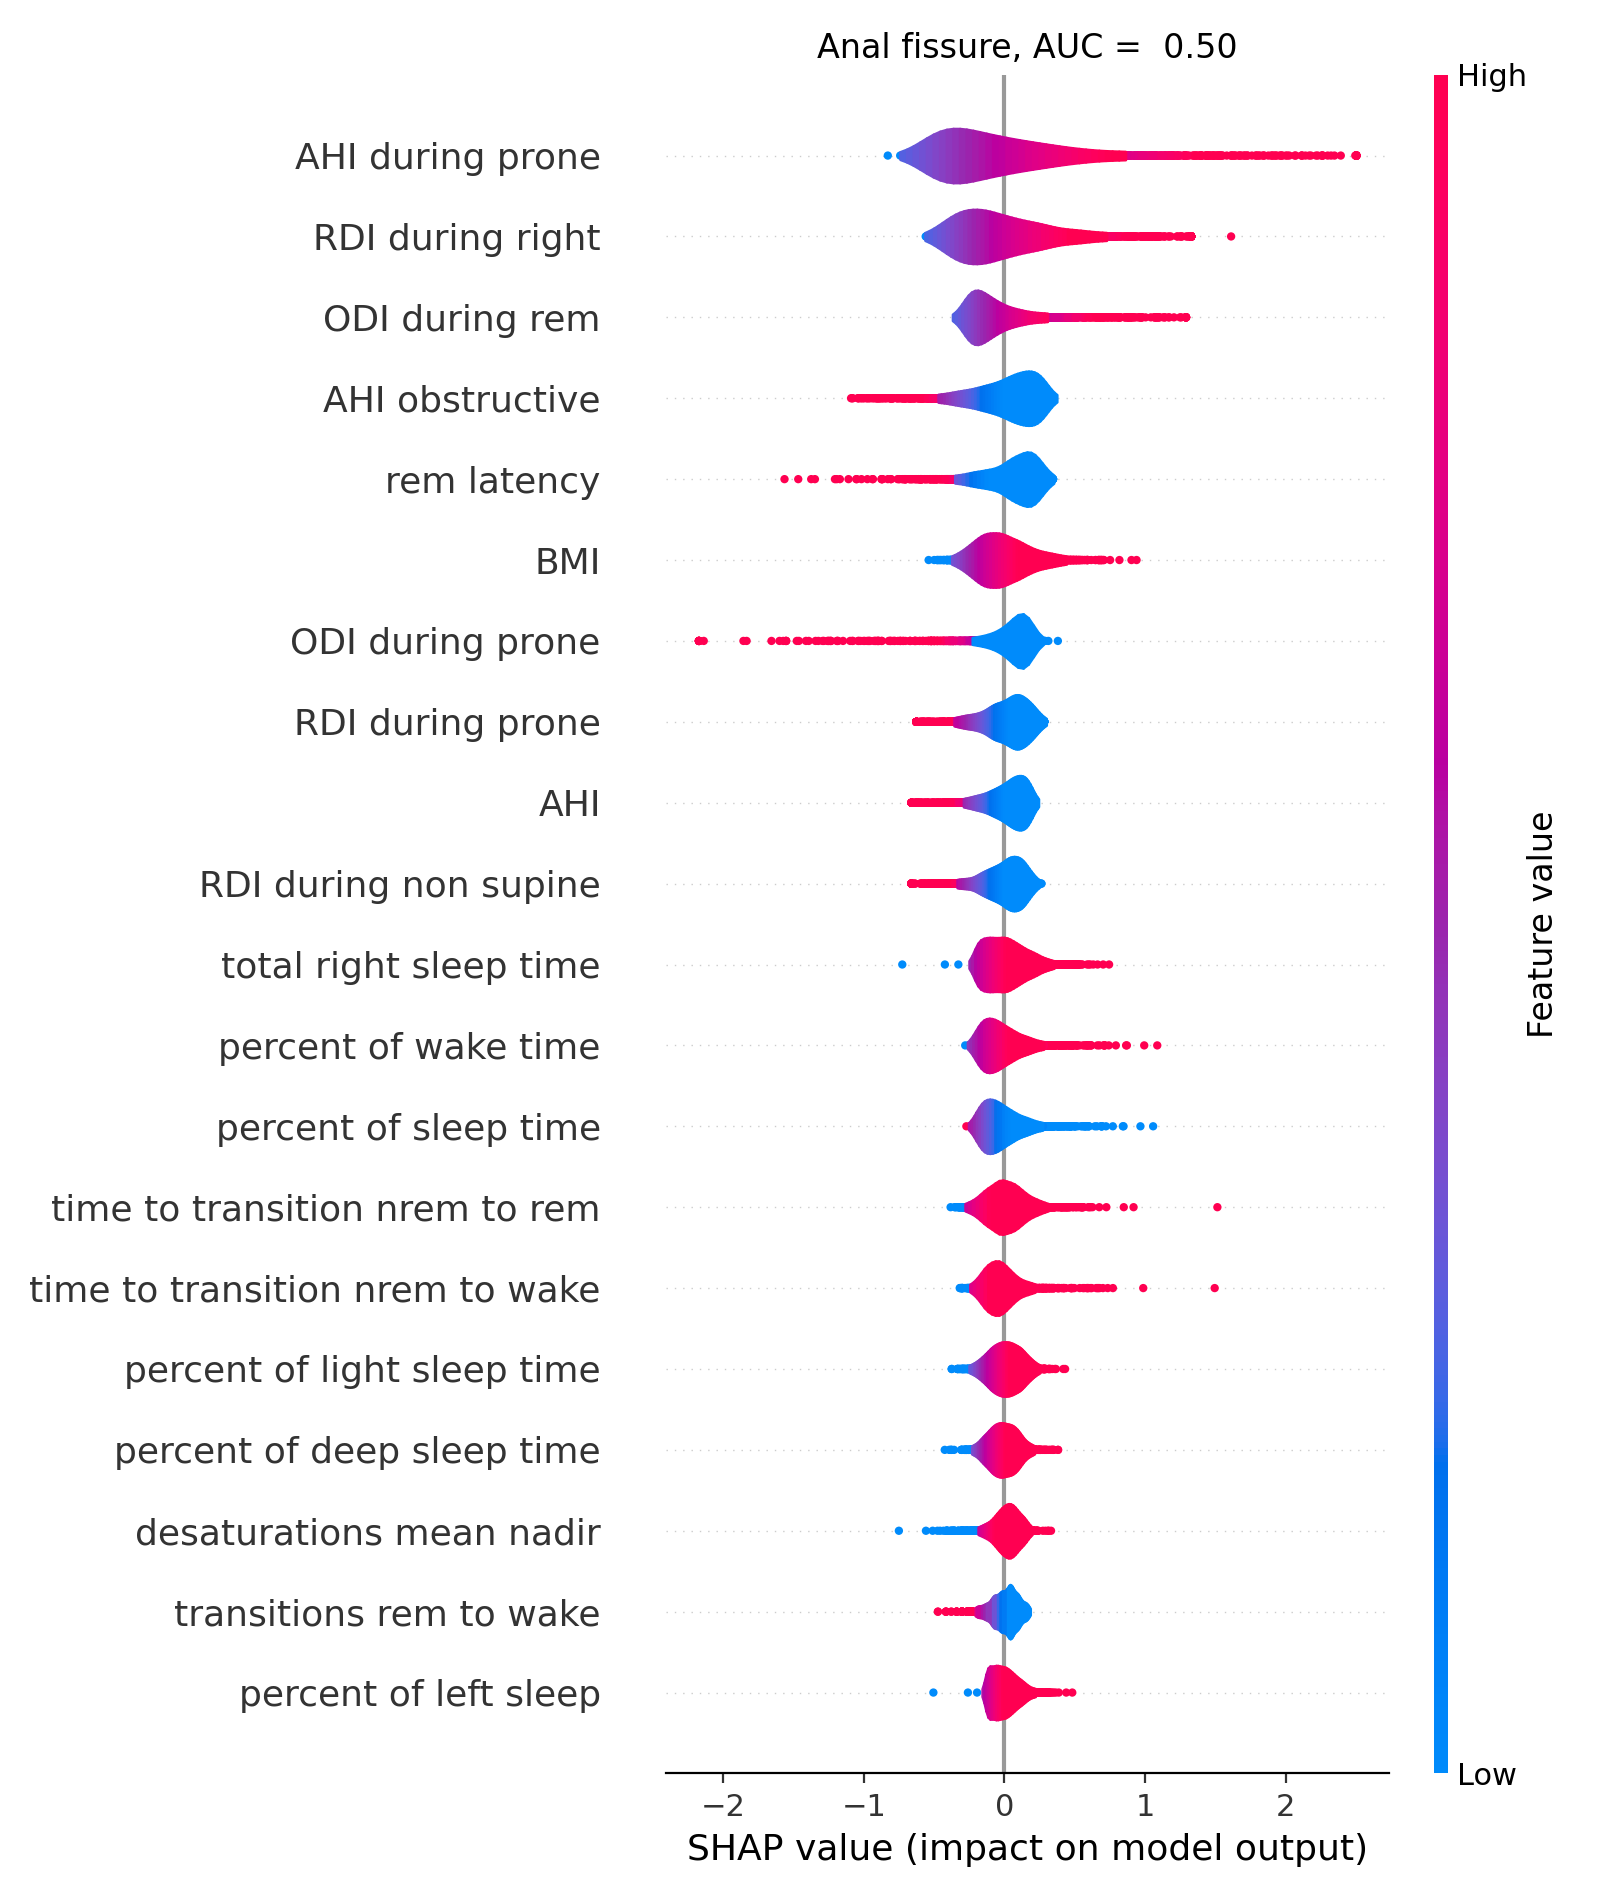 Anal fissure, AUC =  0.50
High
AHI during prone
RDI during right
ODI during rem
AHI obstructive
rem latency
BMI
ODI during prone
RDI during prone
AHI
RDI during non supine
total right sleep time
percent of wake time
percent of sleep time
time to transition nrem to rem
time to transition nrem to wake
percent of light sleep time
percent of deep sleep time
desaturations mean nadir
transitions rem to wake
percent of left sleep
Feature value
Low
−2
−1
0
1
2
SHAP value (impact on model output)